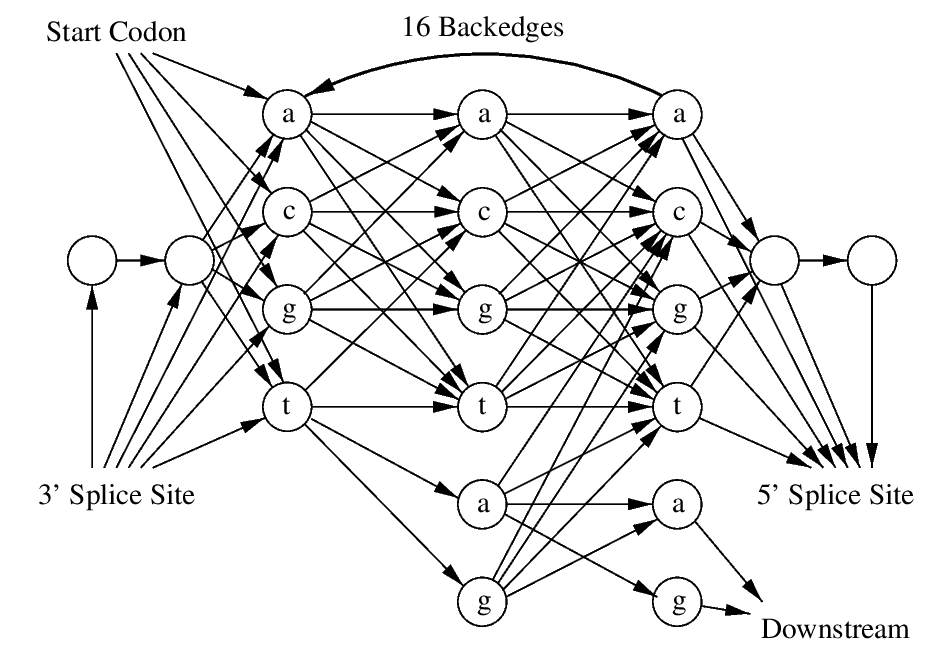 Start Codon
16 Backedges
a a a
c c c
g g g
t t t
3' Splice Site
5' Splice Site
a a
g g
Downstream